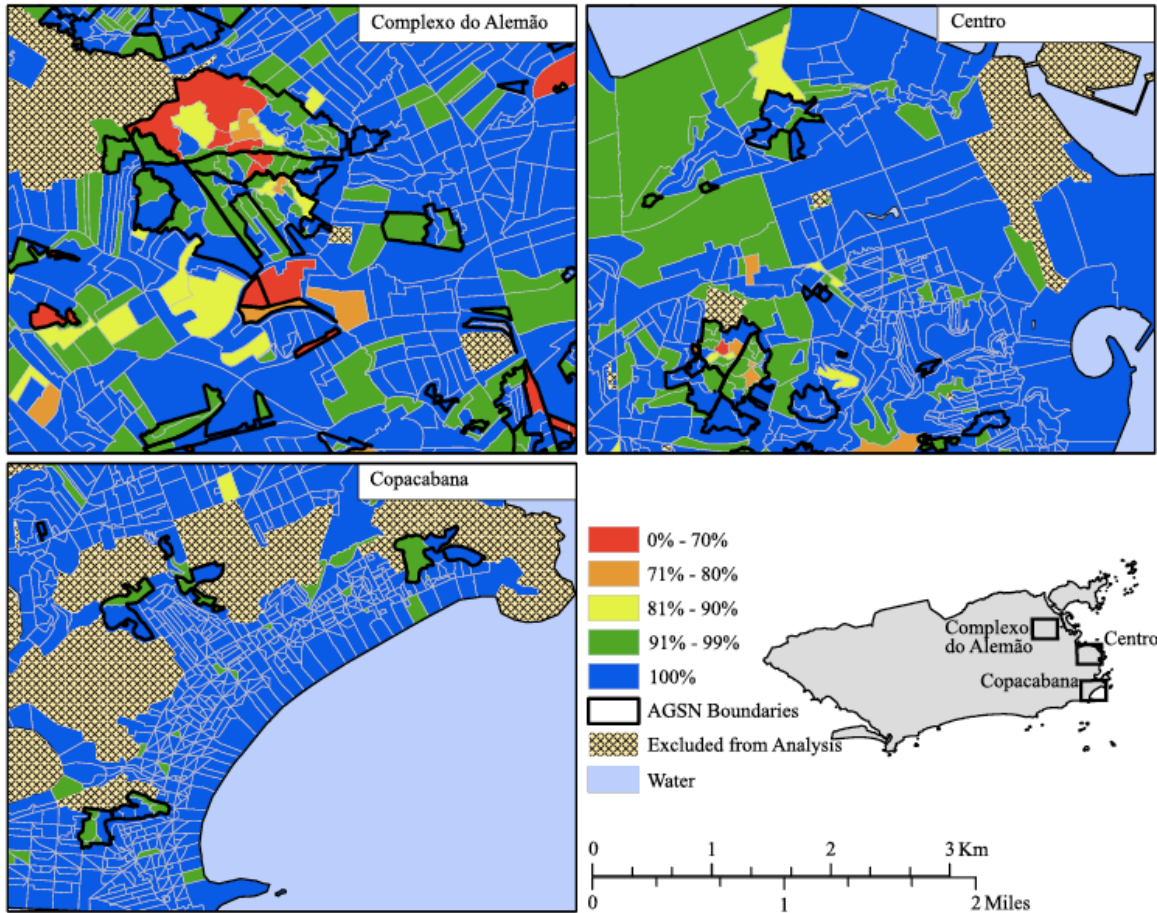 Complexo do Alemão
Centro
Copacabana
0% - 70%
71% - 80%
81% - 90%
91% - 99%
100%
AGSN Boundaries
Excluded from Analysis
Water
Complexo
do Alemão
Centro
Copacabana
0 1 2 3 Km
0 1 2 Miles